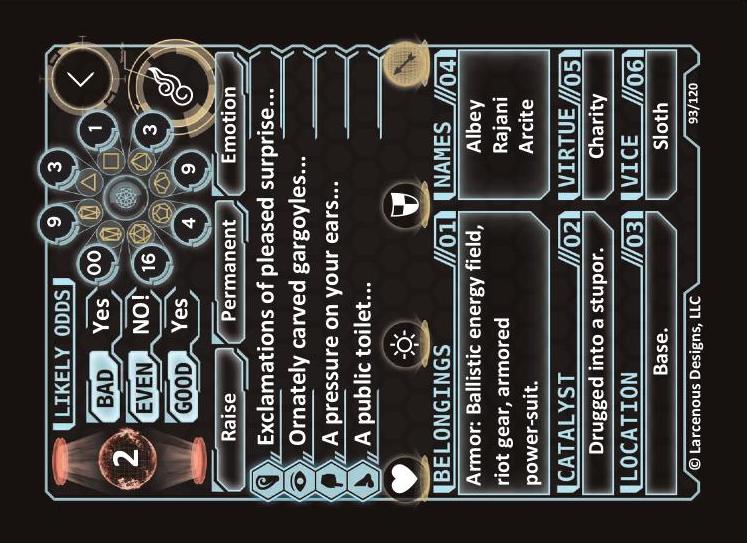 2
LIKELY ODDS
BAD Yes
EVEN NO!
GOOD Yes
9
3
00
1
16
3
4
9
Raise
Permanent
Emotion
Exclamations of pleased surprise...
Ornately carved gargoyles...
A pressure on your ears...
A public toilet...
BELONGINGS 01
Armor: Ballistic energy field,
riot gear, armored
power-suit.
CATALYST 02
Drugged into a stupor.
LOCATION 03
Base.
NAMES 04
Albey
Rajani
Arcite
VIRTUE 05
Charity
VICE 06
Sloth
© Larcenous Designs, LLC
93/120